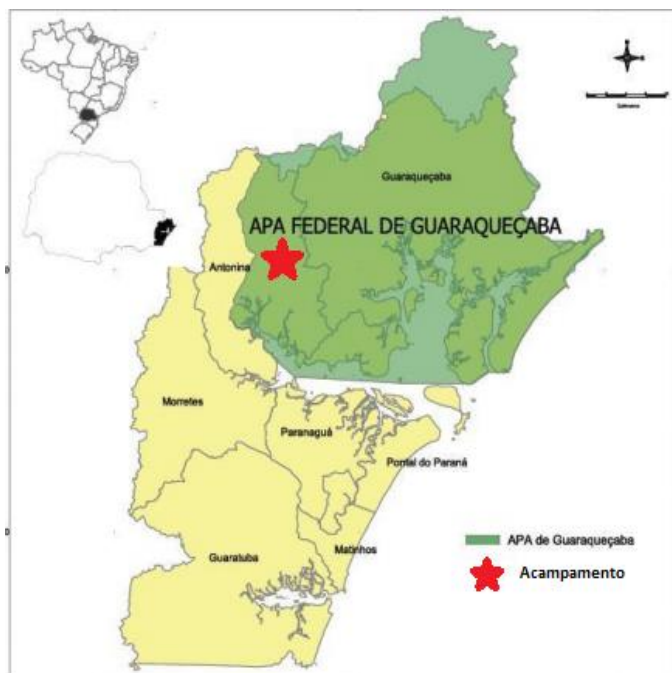 Guaraqueçaba
APA FEDERAL DE GUARAQUEÇABA
Antonina
Morretes
Paranaguá
Pontal do Paraná
Guaratuba
Matinhos
APA de Guaraqueçaba
Acampamento